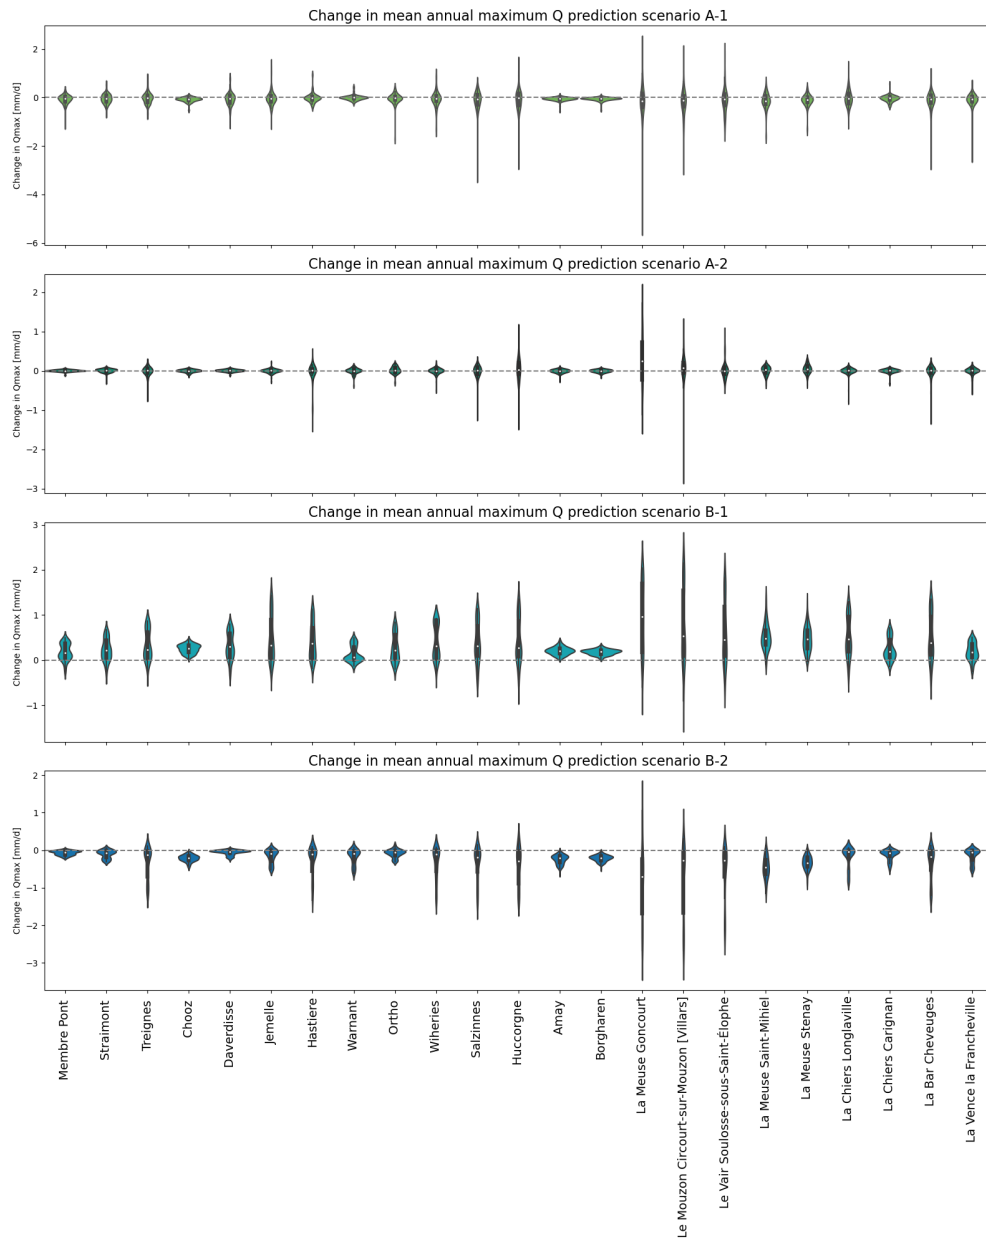 Change in mean annual maximum Q prediction scenario A-1
Change in Qmax [mm/d]
2
0
−2
−4
−6
Change in mean annual maximum Q prediction scenario A-2
Change in Qmax [mm/d]
2
1
0
−1
−2
−3
Change in mean annual maximum Q prediction scenario B-1
Change in Qmax [mm/d]
3
2
1
0
−1
Change in mean annual maximum Q prediction scenario B-2
Change in Qmax [mm/d]
2
1
0
−1
−2
−3
Membre Pont
Straimont
Treignes
Chooz
Daverdisse
Jemelle
Hastiere
Warnant
Ortho
Wiheries
Salzinnes
Huccorgne
Amay
Borgharen
La Meuse Goncourt
Le Mouzon Circourt-sur-Mouzon [Villars]
Le Vair Soulosse-sous-Saint-Élophe
La Meuse Saint-Mihiel
La Meuse Stenay
La Chiers Longlaville
La Chiers Carignan
La Bar Cheveuges
La Vence la Francheville